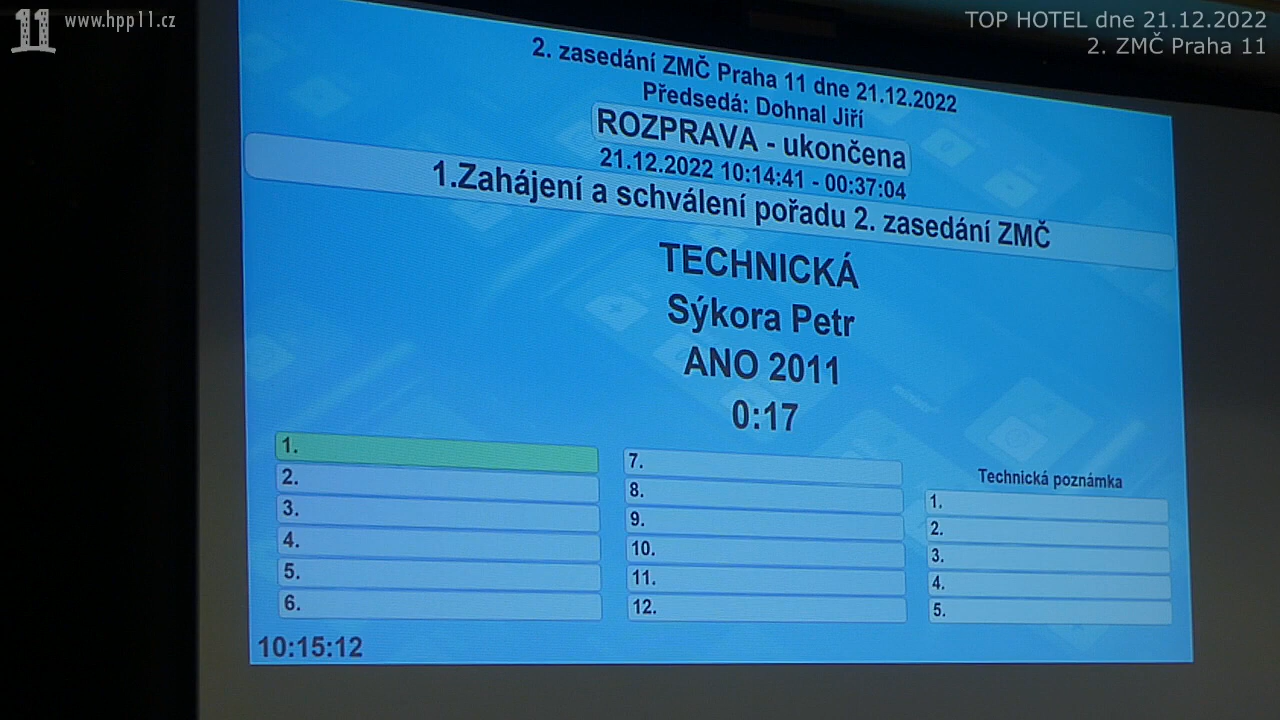 11 www.hpp11.cz
TOP HOTEL dne 21.12.2022
2. ZMČ Praha 11
2. zasedání ZMČ Praha 11 dne 21.12.2022
Předsedá: Dohnal Jiří
ROZPRAVA - ukončena
21.12.2022 10:14:41 - 00:37:04
1.Zahájení a schválení pořadu 2. zasedání ZMČ
TECHNICKÁ
Sýkora Petr
ANO 2011
0:17
1.
2.
3.
4.
5.
6.
7.
8.
9.
10.
11.
12.
Technická poznámka
1.
2.
3.
4.
5.
10:15:12